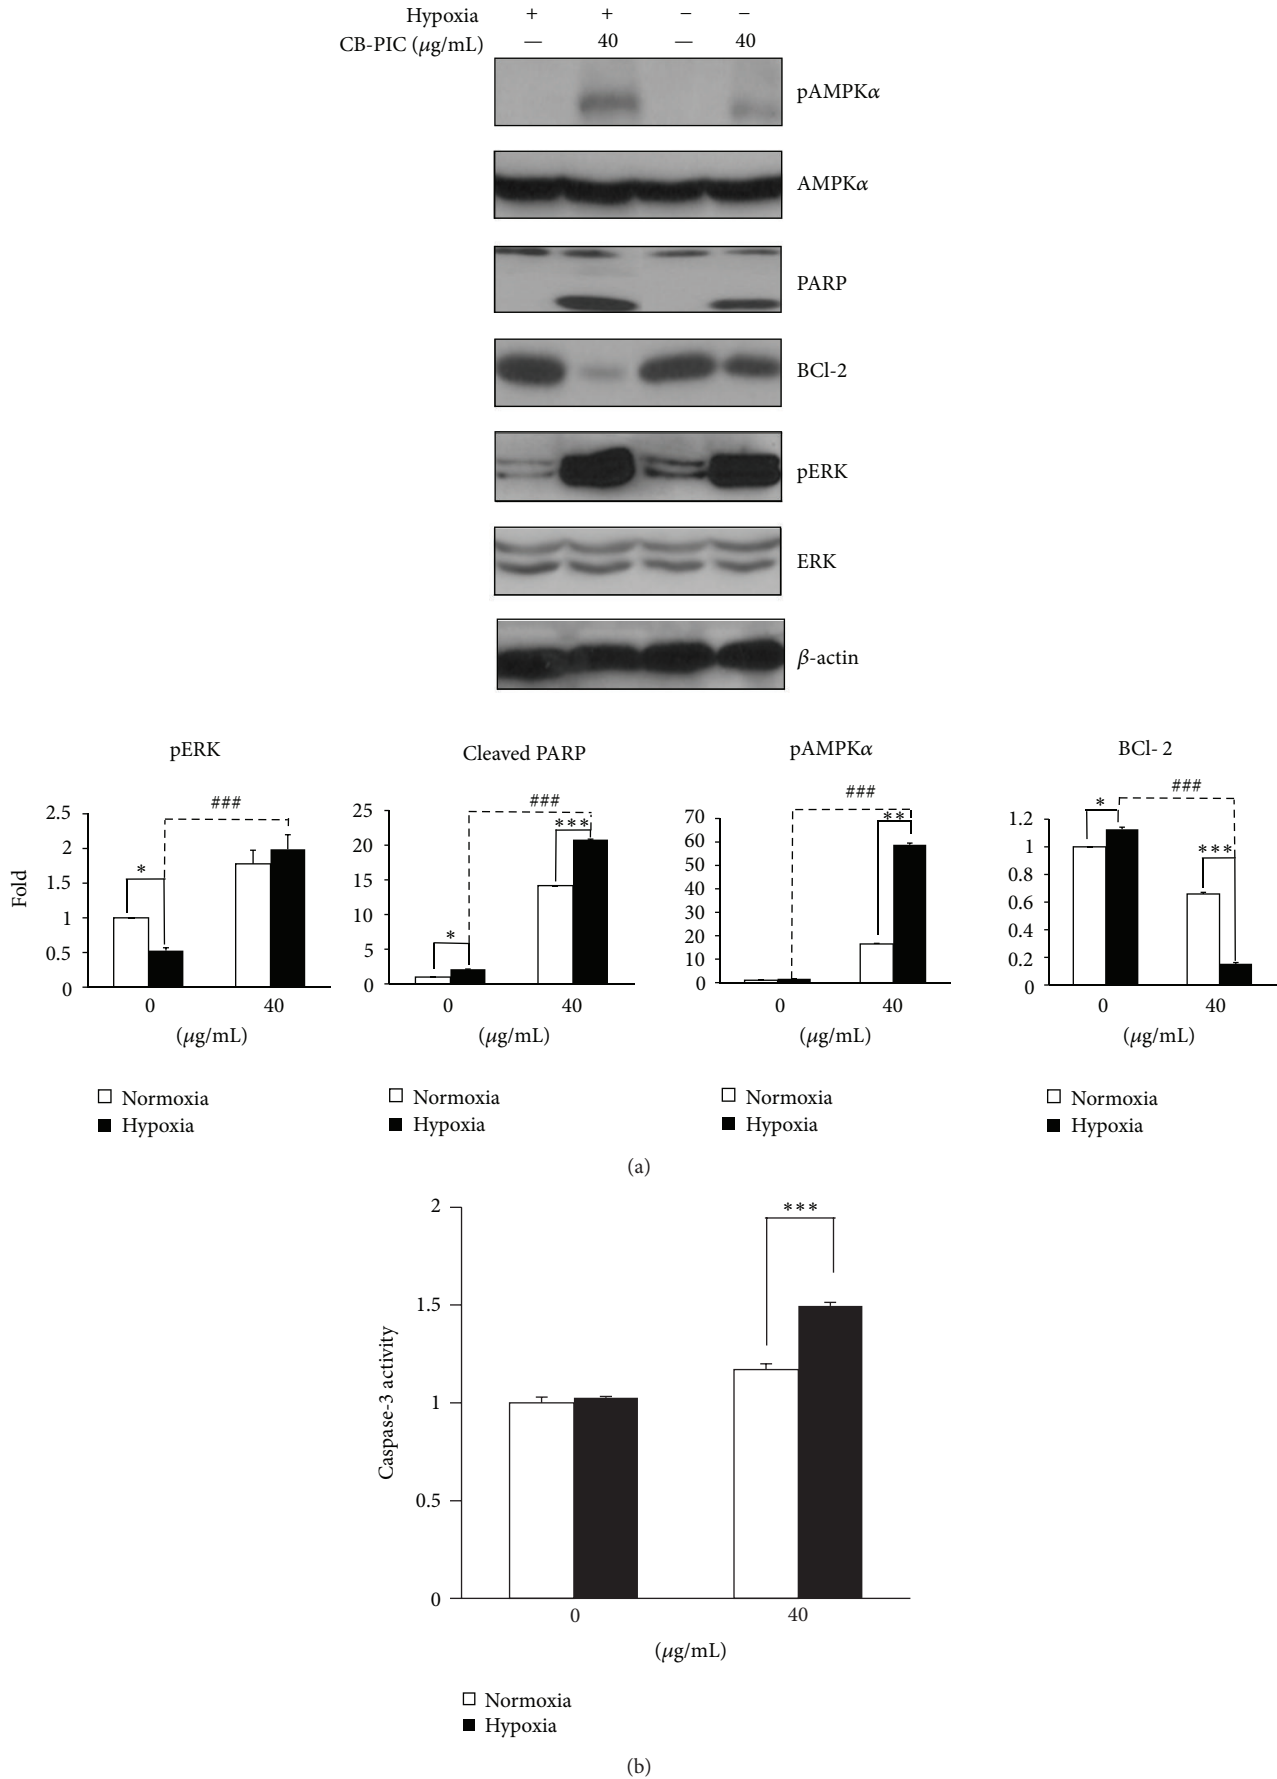 Hypoxia + + − −
CB-PIC (μg/mL) — 40 — 40
pAMPKα
AMPKα
PARP
BCl-2
pERK
ERK
β-actin
pERK
Fold
2.5
2
1.5
1
0.5
0
*
###
0 40
(μg/mL)
Normoxia
Hypoxia
Cleaved PARP
25
20
15
10
5
0
*
###
***
0 40
(μg/mL)
Normoxia
Hypoxia
pAMPKα
70
60
50
40
30
20
10
0
###
**
0 40
(μg/mL)
Normoxia
Hypoxia
BCl- 2
1.2
1
0.8
0.6
0.4
0.2
0
*
###
***
0 40
(μg/mL)
Normoxia
Hypoxia
(a)
Caspase-3 activity
2
1.5
1
0.5
0
***
0 40
(μg/mL)
Normoxia
Hypoxia
(b)